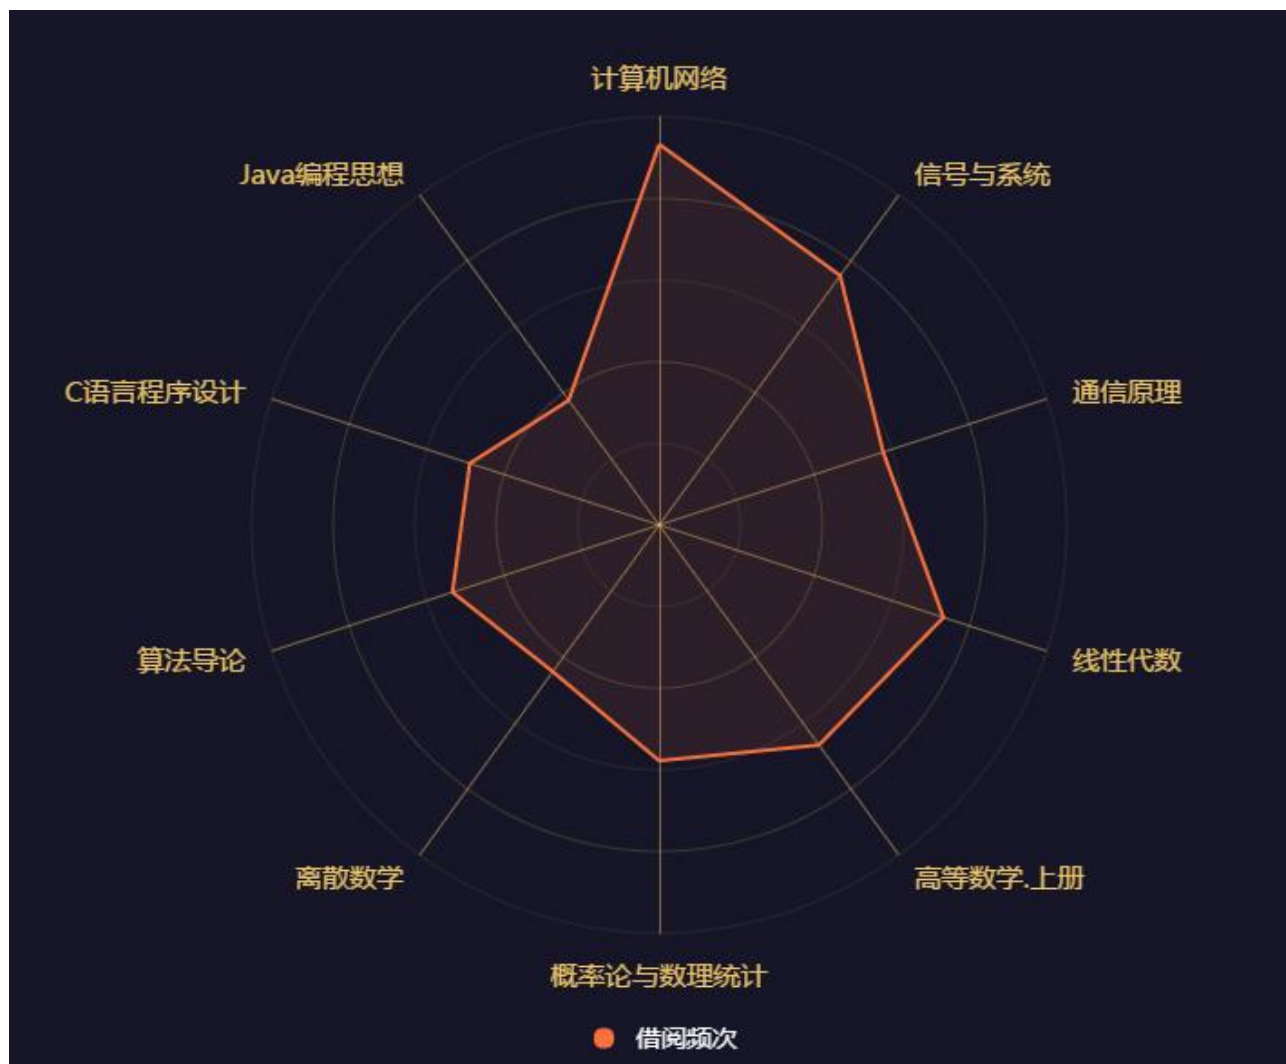 计算机网络
Java编程思想
信号与系统
C语言程序设计
通信原理
算法导论
线性代数
离散数学
高等数学.上册
概率论与数理统计
借阅频次